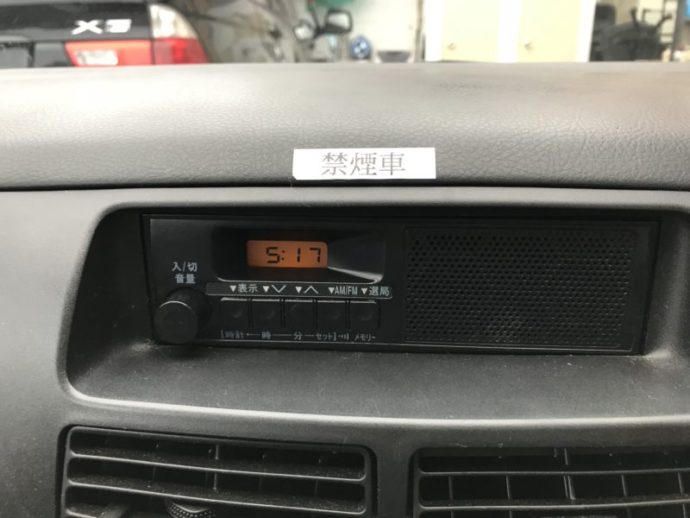 X3
禁煙車
5:17
入/切
音量
▼表示 ▼∨ ▼∧ ▼AM/FM ▼選局
[時計 ← 時 分 セット] メモリー